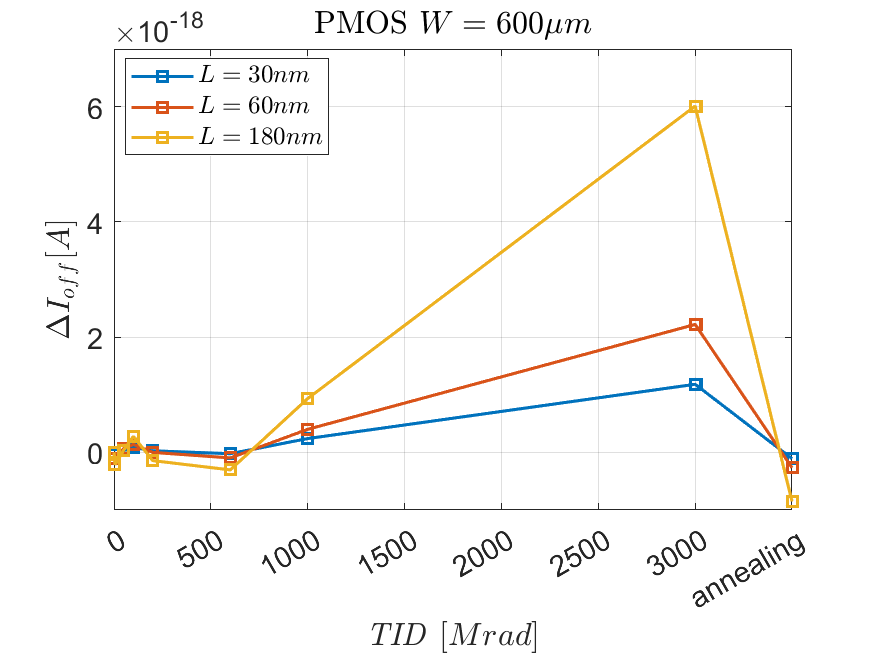 PMOS W = 600μm
×10-18
L = 30nm
L = 60nm
L = 180nm
6
4
2
0
ΔIoff[A]
0
500
1000
1500
2000
2500
3000
annealing
TID [Mrad]